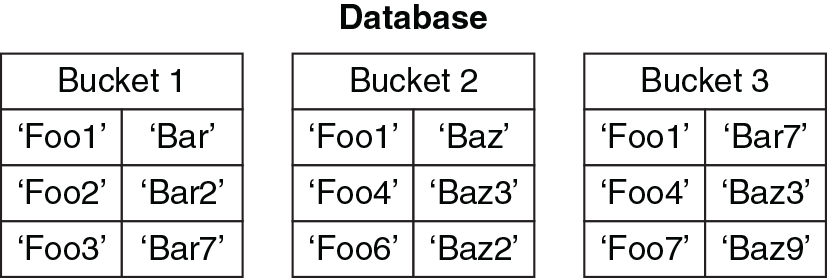 Database
Bucket 1 Bucket 2 Bucket 3
‘Foo1’ ‘Bar’ ‘Foo1’ ‘Baz’ ‘Foo1’ ‘Bar7’
‘Foo2’ ‘Bar2’ ‘Foo4’ ‘Baz3’ ‘Foo4’ ‘Baz3’
‘Foo3’ ‘Bar7’ ‘Foo6’ ‘Baz2’ ‘Foo7’ ‘Baz9’